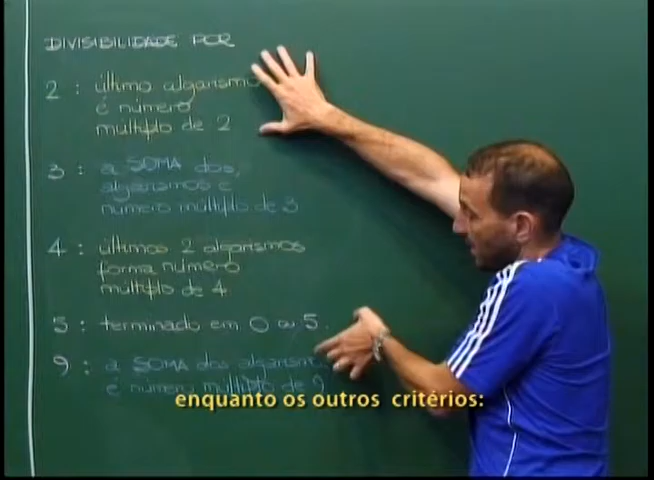 DIVISIBILIDADE POR
2 : último algarismo
é número
múltiplo de 2
3 : a SOMA dos
algarismos é
número múltiplo de 3
4 : últimos 2 algarismos
forma número
múltiplo de 4
5 : terminado em 0 ou 5.
9 : a SOMA dos algarismos
é número múltiplo de 9
enquanto os outros critérios: